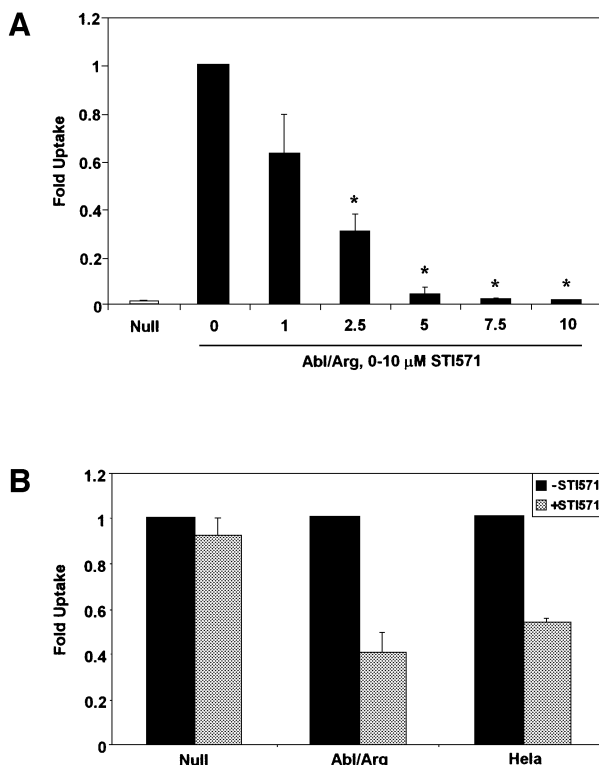 A
1.2
1
0.8
0.6
0.4
0.2
0
Fold Uptake
*
*
*
*
Null 0 1 2.5 5 7.5 10
Abl/Arg, 0-10 μM STI571
B
1.2
1
0.8
0.6
0.4
0.2
0
Fold Uptake
-STI571
+STI571
Null Abl/Arg Hela